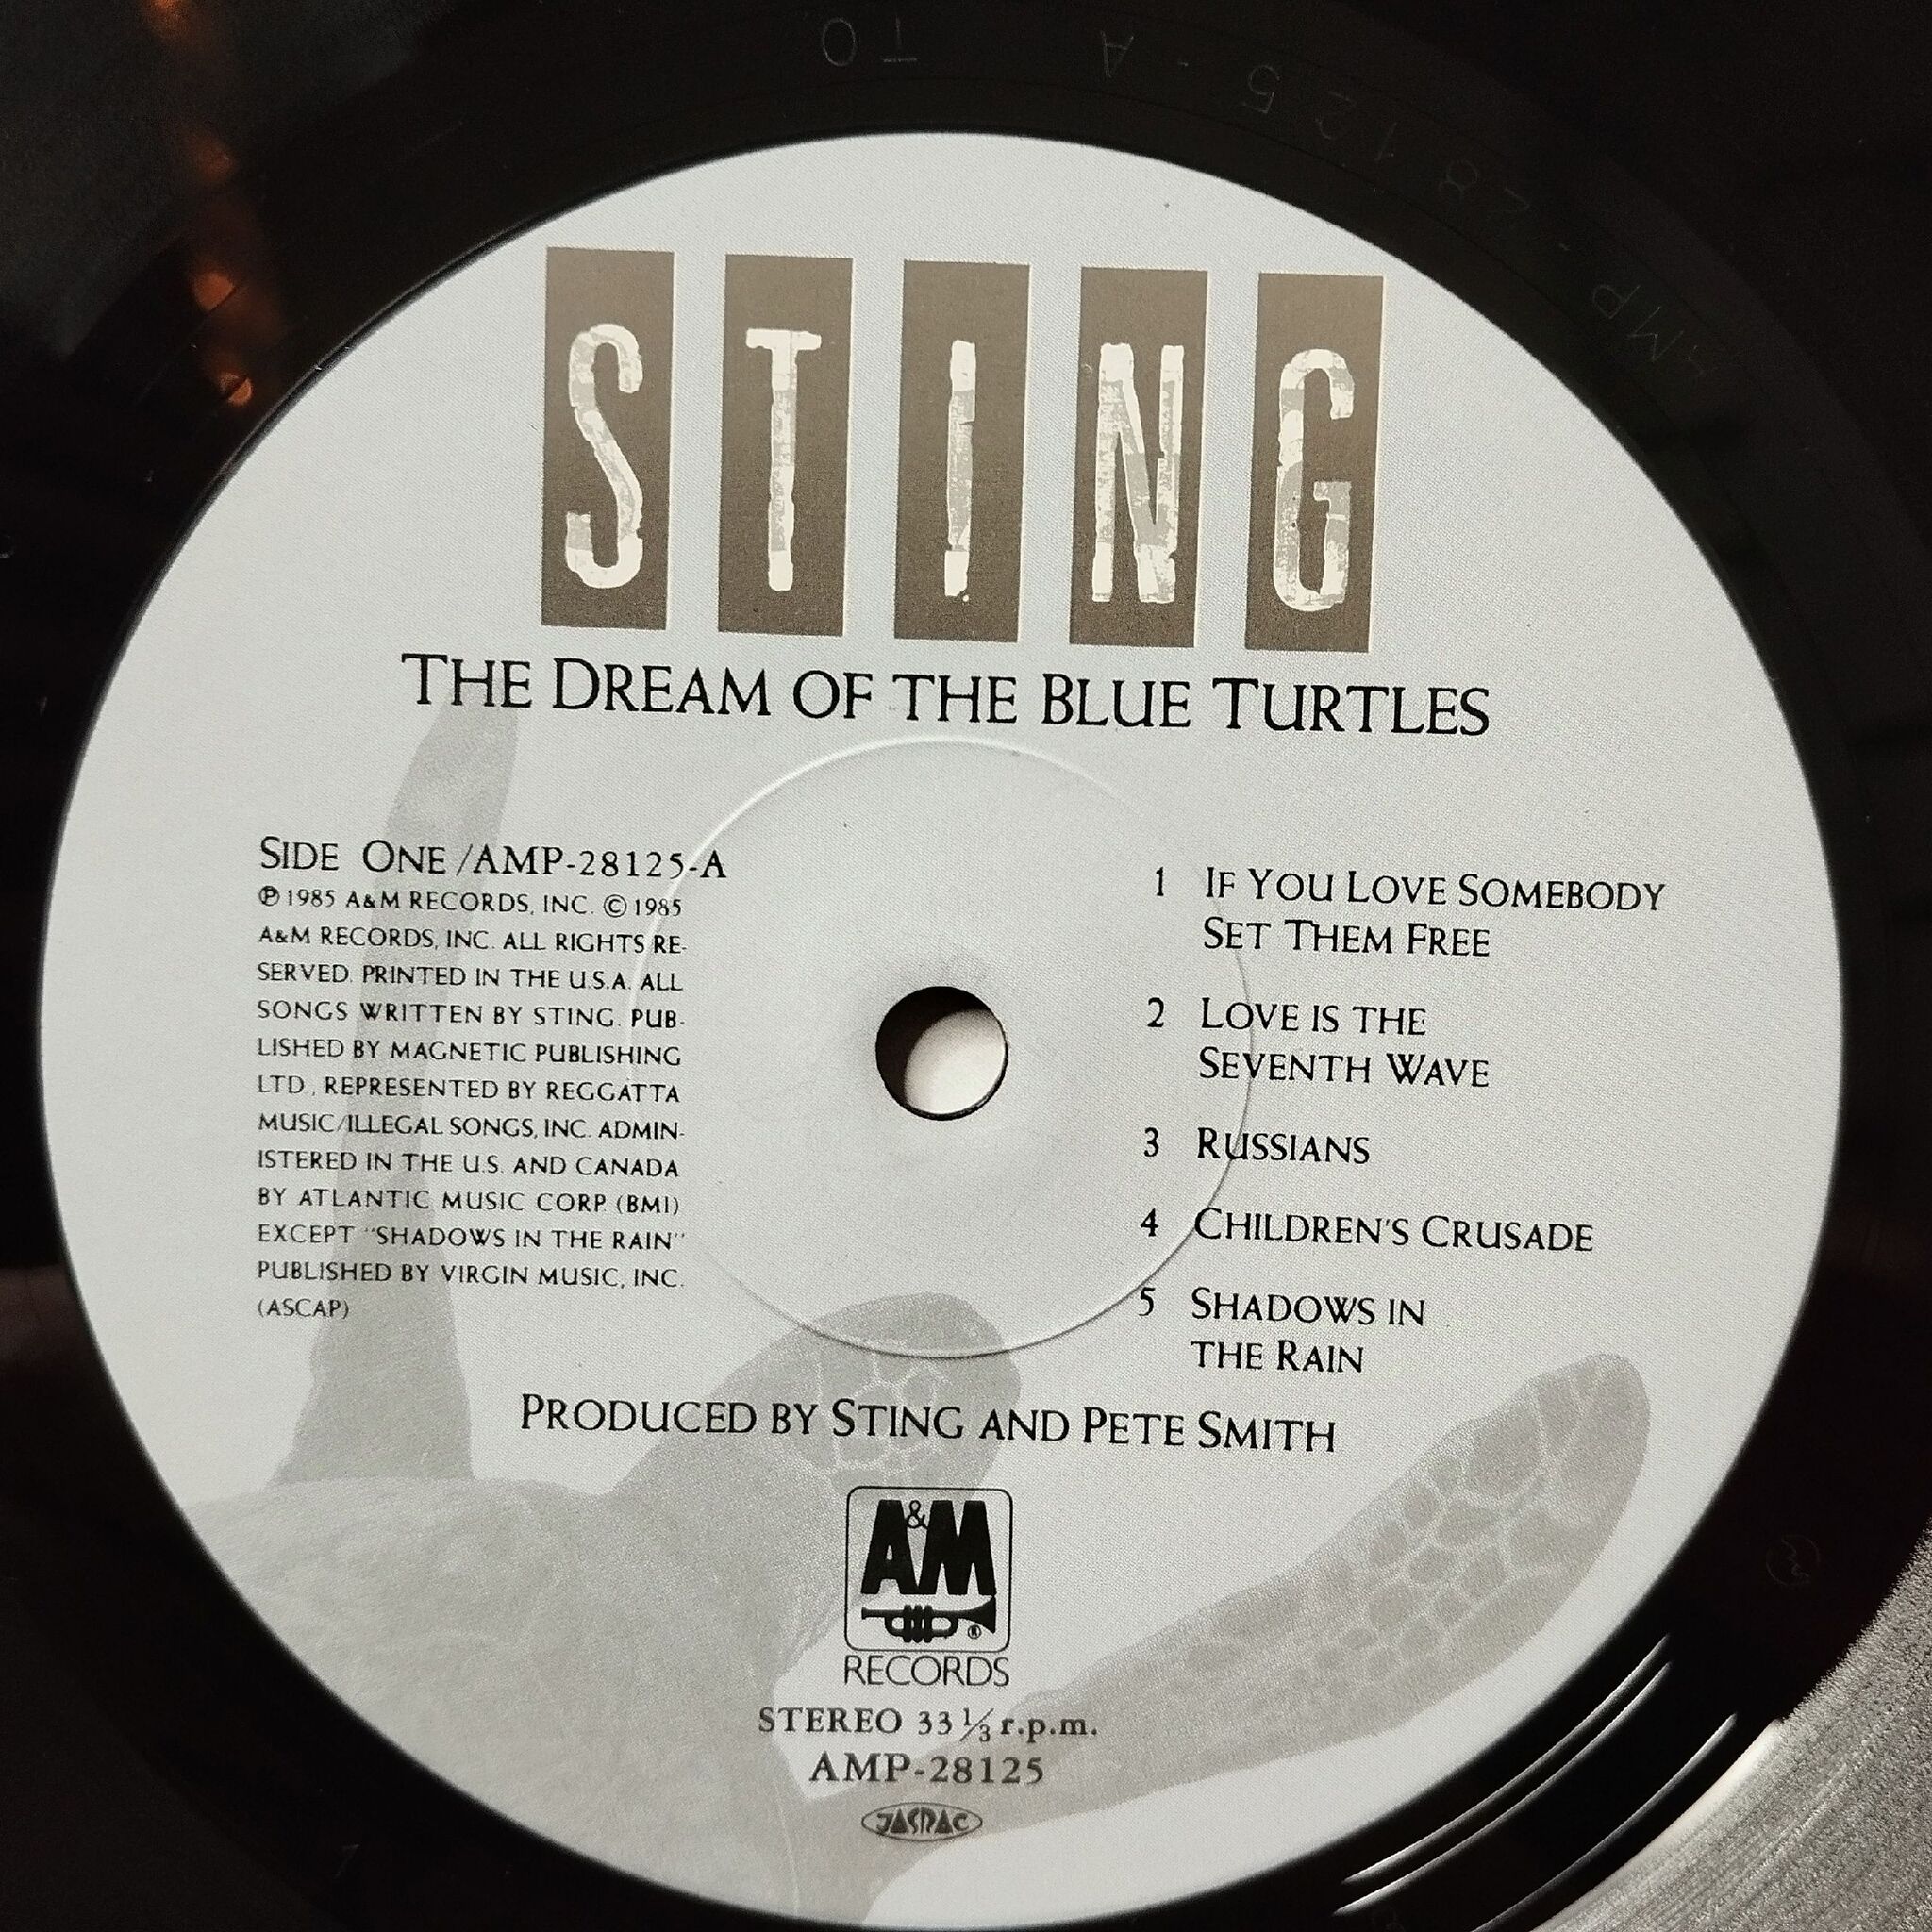 STING
THE DREAM OF THE BLUE TURTLES
SIDE ONE/AMP-28125-A
℗1985 A&M RECORDS, INC. ©1985
A&M RECORDS, INC. ALL RIGHTS RE-
SERVED. PRINTED IN THE U.S.A. ALL
SONGS WRITTEN BY STING. PUB-
LISHED BY MAGNETIC PUBLISHING
LTD., REPRESENTED BY REGGATTA
MUSIC/ILLEGAL SONGS, INC. ADMIN-
ISTERED IN THE U.S. AND CANADA
BY ATLANTIC MUSIC CORP. (BMI)
EXCEPT "SHADOWS IN THE RAIN"
PUBLISHED BY VIRGIN MUSIC, INC.
(ASCAP)
1 IF YOU LOVE SOMEBODY
SET THEM FREE
2 LOVE IS THE
SEVENTH WAVE
3 RUSSIANS
4 CHILDREN'S CRUSADE
5 SHADOWS IN
THE RAIN
PRODUCED BY STING AND PETE SMITH
A&M
®
RECORDS
STEREO 33⅓ r.p.m.
AMP-28125
JASRAC